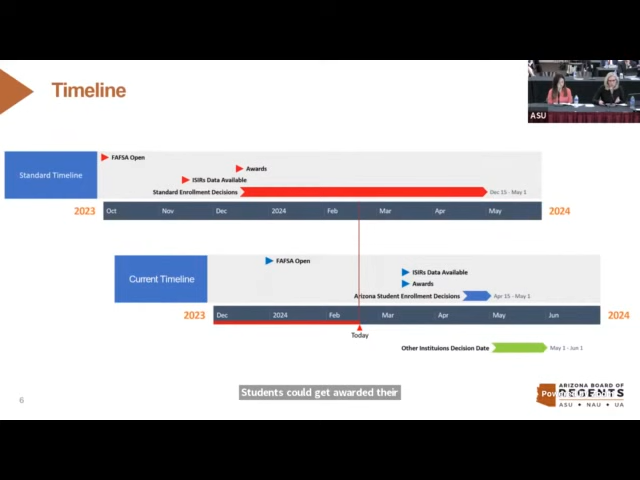 Timeline
ASU
FAFSA Open
Awards
Standard Timeline
ISIRs Data Available
Standard Enrollment Decisions
Dec 15 - May 1
2023
Oct
Nov
Dec
2024
Feb
Mar
Apr
May
2024
FAFSA Open
ISIRs Data Available
Current Timeline
Awards
Arizona Student Enrollment Decisions
Apr 15 - May 1
2023
Dec
2024
Feb
Mar
Apr
May
Jun
2024
Today
Other Instituions Decision Date
May 1 - Jun 1
Students could get awarded their
6
ARIZONA BOARD OF
REGENTS
ASU • NAU • UA